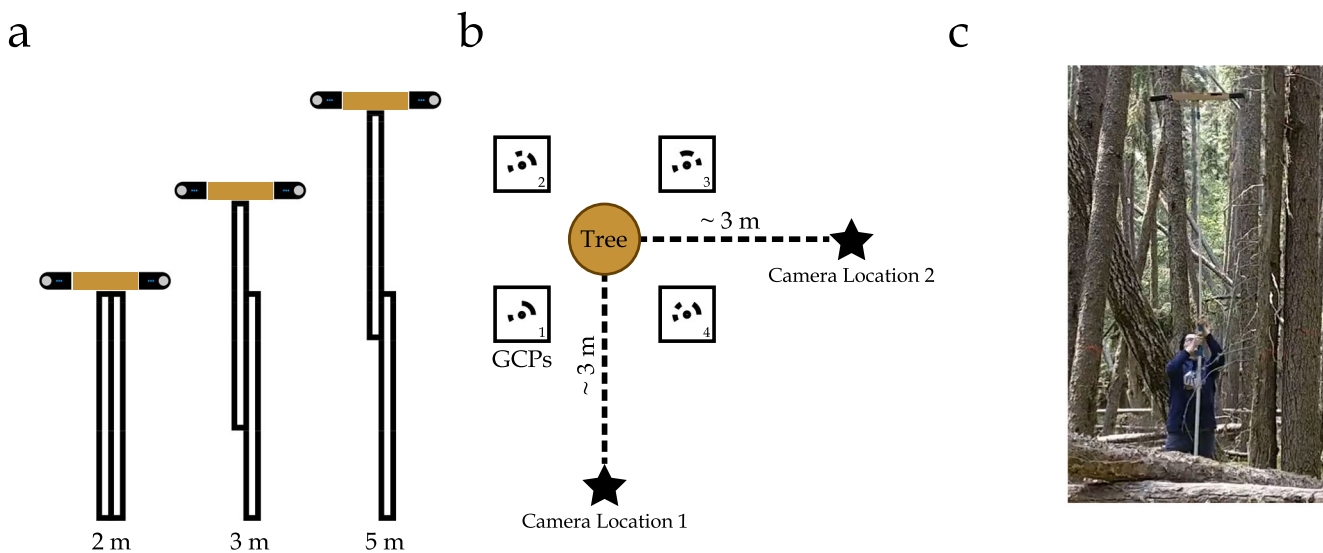 a
b
c
2
3
Tree
~ 3 m
Camera Location 2
1
4
GCPs
~ 3 m
Camera Location 1
2 m
3 m
5 m